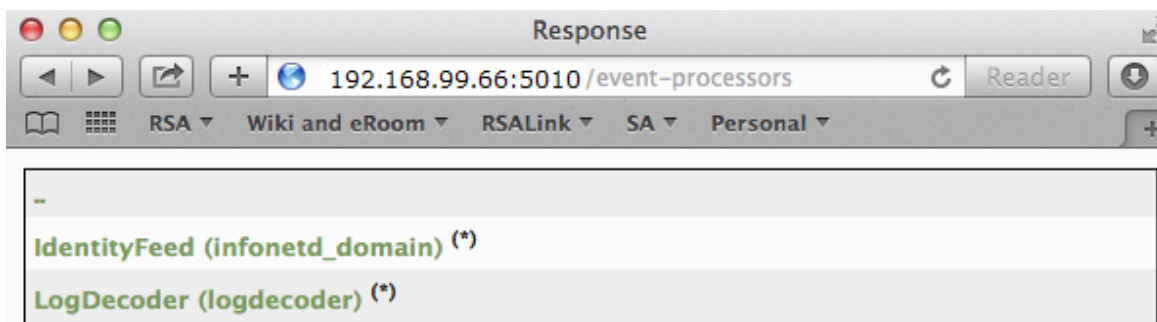 Response
192.168.99.66:5010/event-processors Reader
RSA Wiki and eRoom RSALink SA Personal
..
IdentityFeed (infonetd_domain) (*)
LogDecoder (logdecoder) (*)